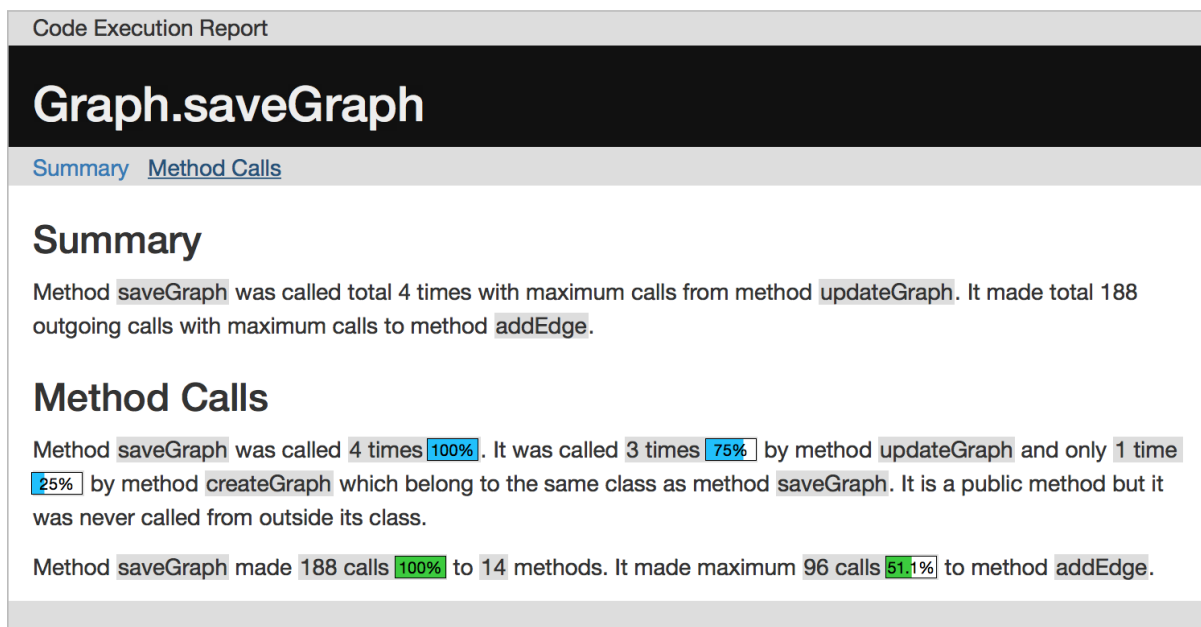 Code Execution Report
Graph.saveGraph
Summary Method Calls
Summary
Method saveGraph was called total 4 times with maximum calls from method updateGraph. It made total 188
outgoing calls with maximum calls to method addEdge.
Method Calls
Method saveGraph was called 4 times 100%. It was called 3 times 75% by method updateGraph and only 1 time
25% by method createGraph which belong to the same class as method saveGraph. It is a public method but it
was never called from outside its class.
Method saveGraph made 188 calls 100% to 14 methods. It made maximum 96 calls 51.1% to method addEdge.